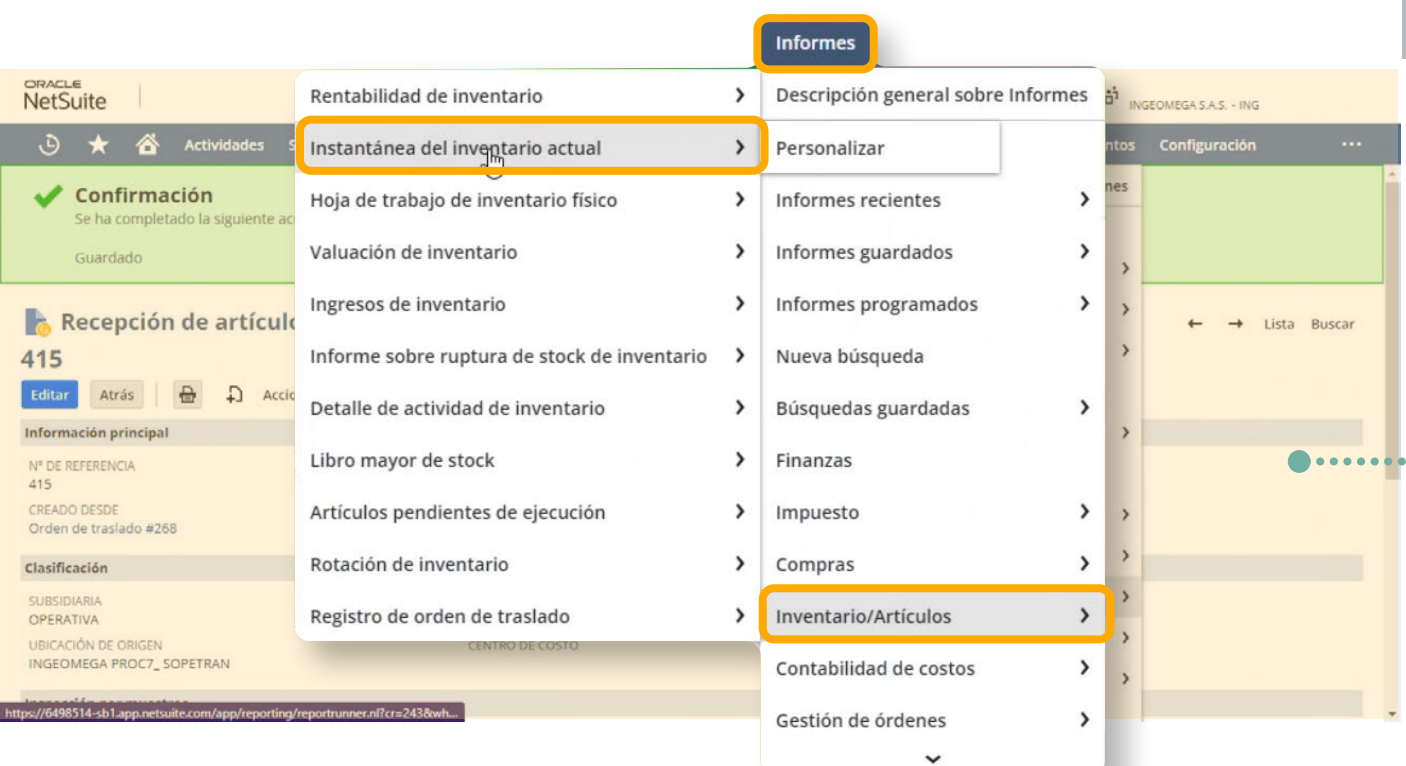 Informes
ORACLE
NetSuite
INGEOMEGA S.A.S. - ING
Actividades
ntos
Configuración
Rentabilidad de inventario
Instantánea del inventario actual
Hoja de trabajo de inventario físico
Valuación de inventario
Ingresos de inventario
Informe sobre ruptura de stock de inventario
Detalle de actividad de inventario
Libro mayor de stock
Artículos pendientes de ejecución
Rotación de inventario
Registro de orden de traslado
Descripción general sobre Informes
Personalizar
Informes recientes
Informes guardados
Informes programados
Nueva búsqueda
Búsquedas guardadas
Finanzas
Impuesto
Compras
Inventario/Artículos
Contabilidad de costos
Gestión de órdenes
nes
Confirmación
Se ha completado la siguiente ac
Guardado
Recepción de artículo
415
Lista Buscar
Editar Atrás Accio
Información principal
Nº DE REFERENCIA
415
CREADO DESDE
Orden de traslado #268
Clasificación
SUBSIDIARIA
OPERATIVA
UBICACIÓN DE ORIGEN
INGEOMEGA PROC7_ SOPETRAN
CENTRO DE COSTO
https://6498514-sb1.app.netsuite.com/app/reporting/reportrunner.nl?cr=243&wh...